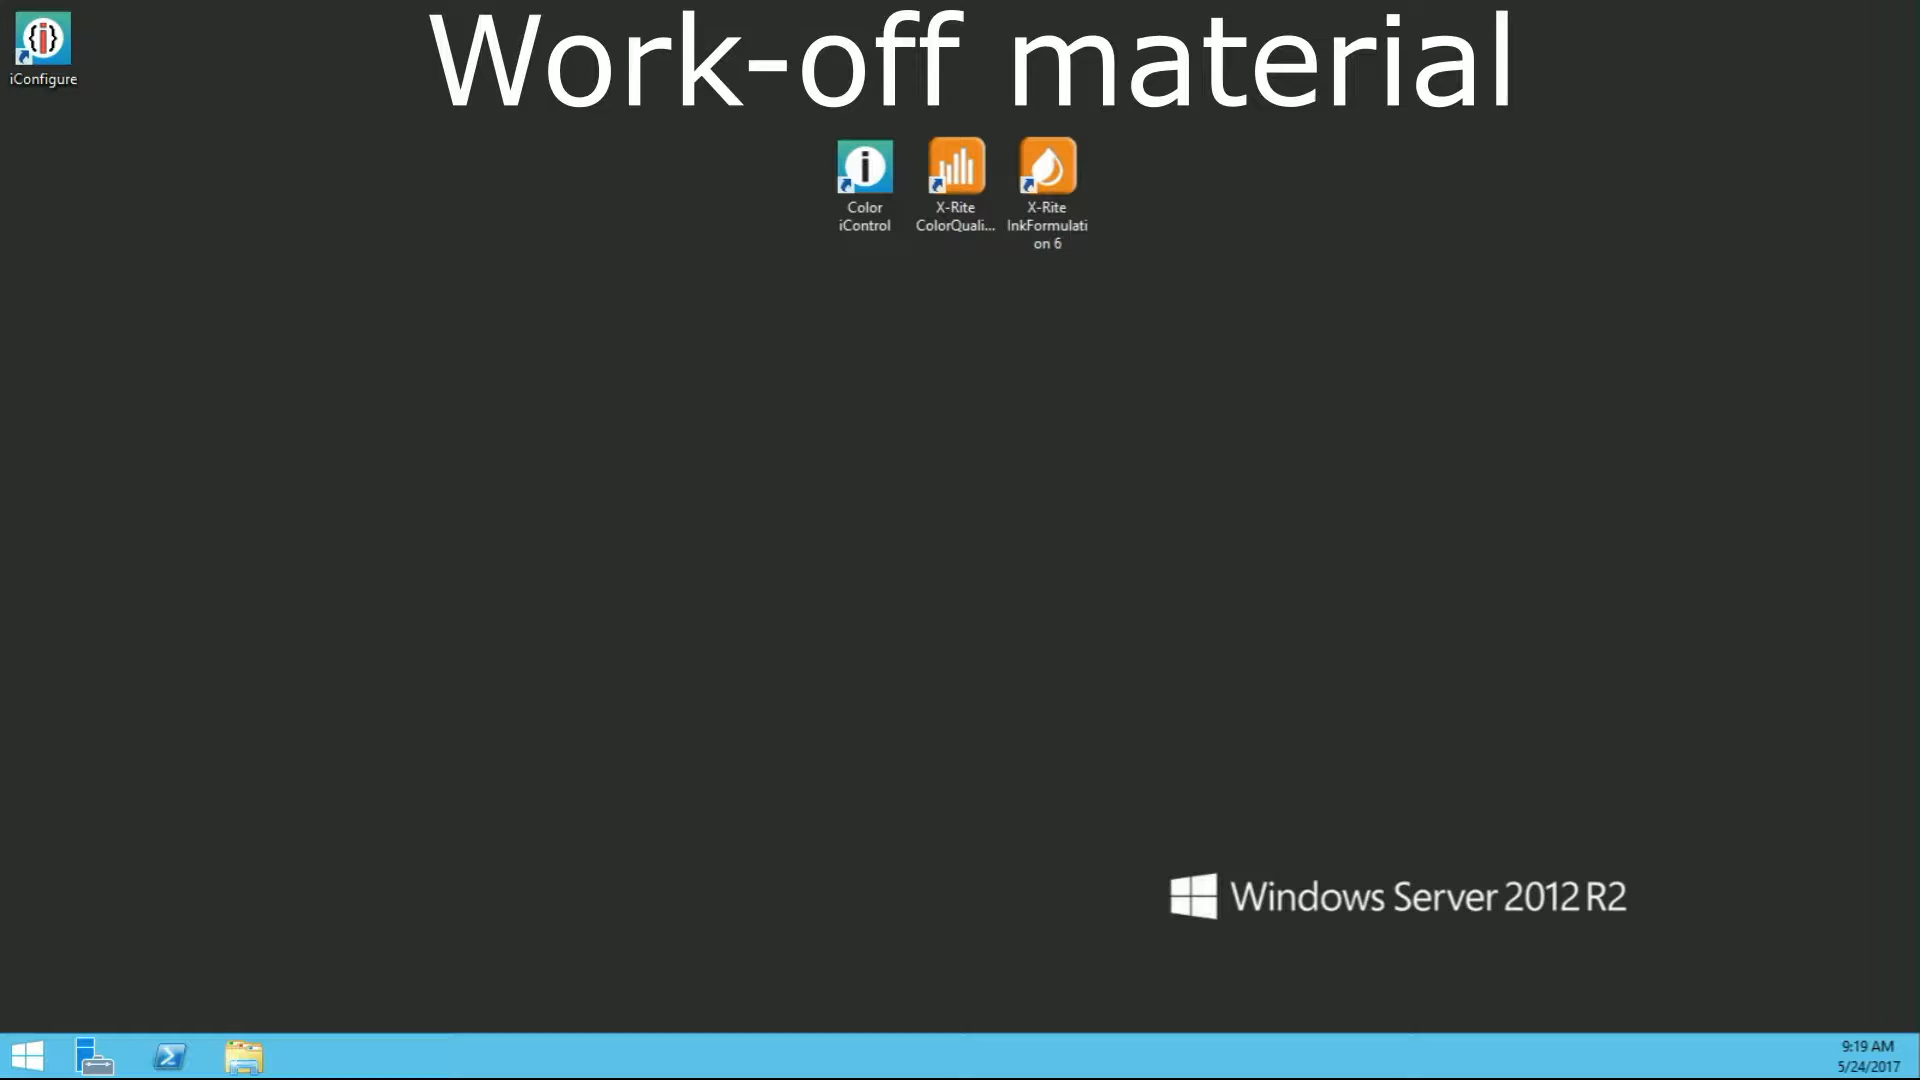 Work-off material
iConfigure
Color
iControl
X-Rite
ColorQuali...
X-Rite
InkFormulati
on 6
Windows Server 2012 R2
9:19 AM
5/24/2017